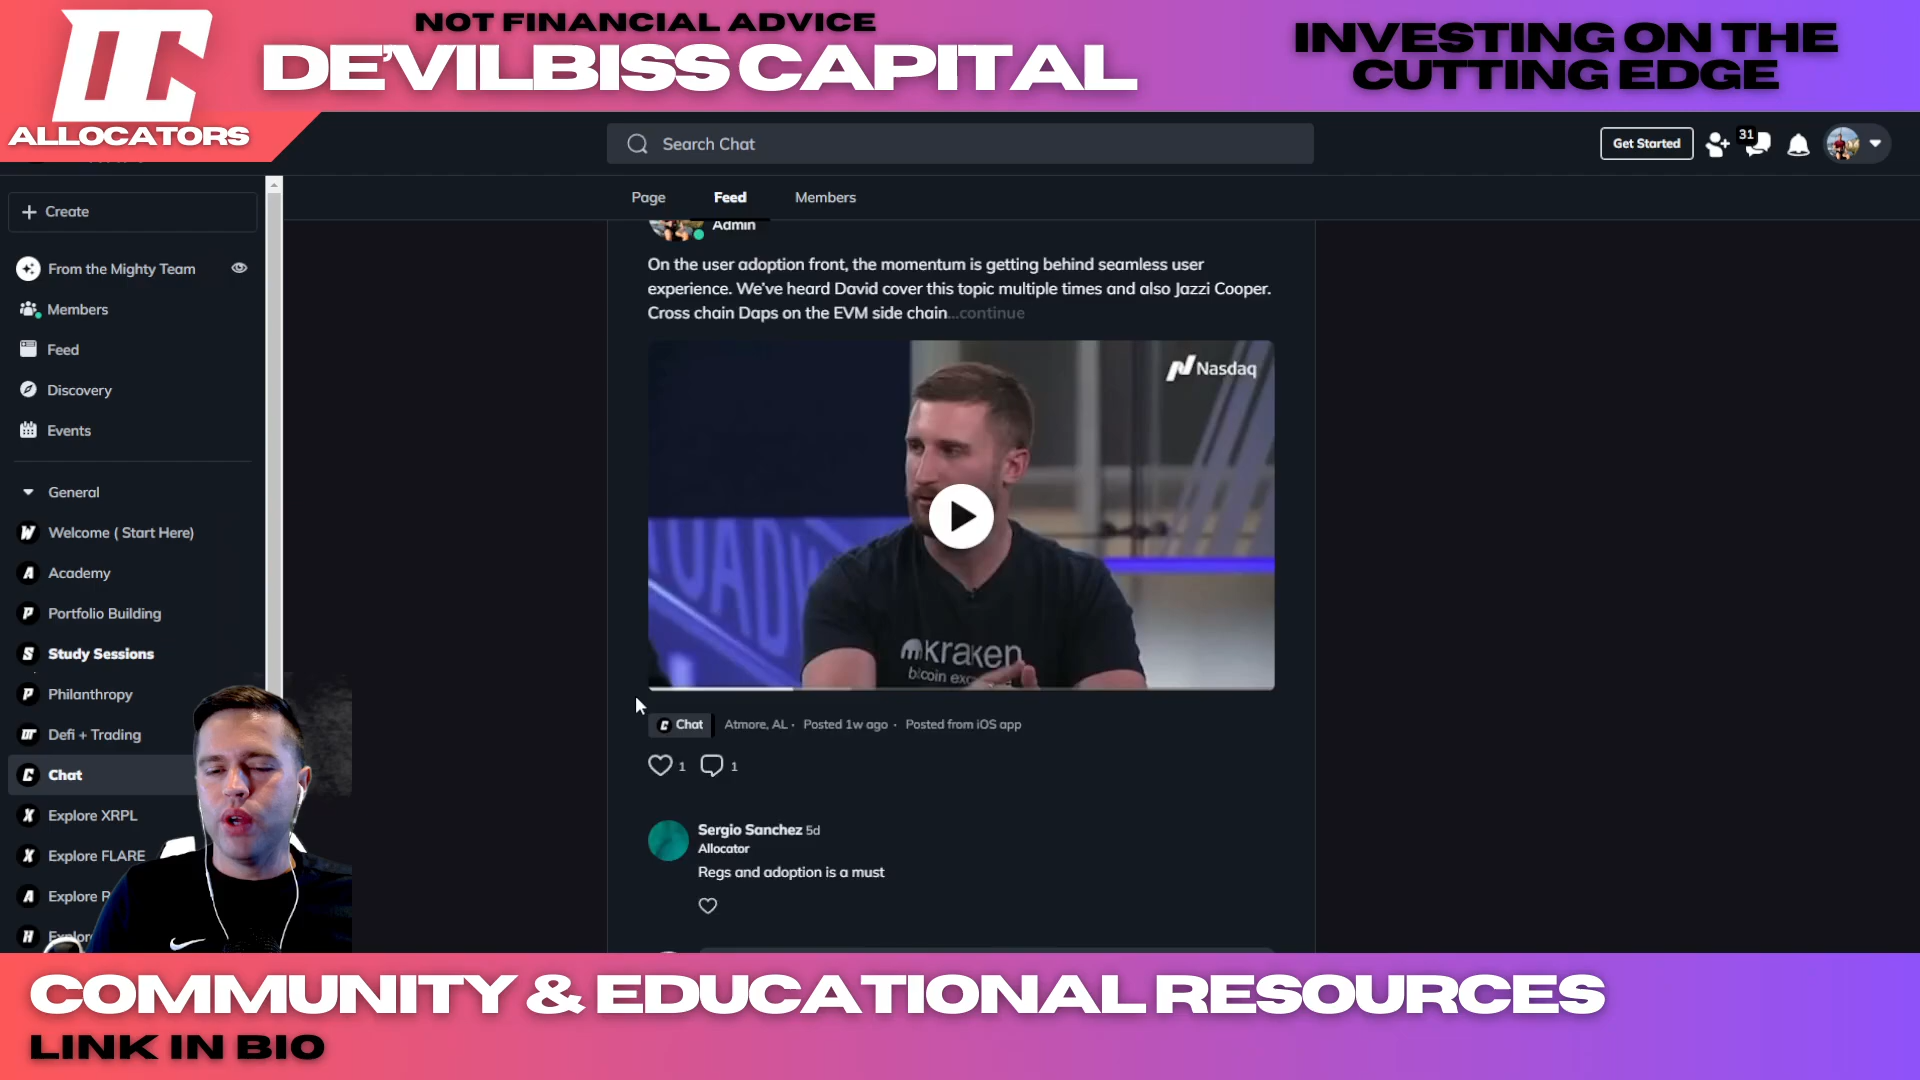 NOT FINANCIAL ADVICE
DE'VILBISS CAPITAL
INVESTING ON THE
CUTTING EDGE
ALLOCATORS
Search Chat
Get Started
31
Page
Feed
Members
Create
From the Mighty Team
Members
Feed
Discovery
Events
General
Welcome ( Start Here)
Academy
Portfolio Building
Study Sessions
Philanthropy
Defi + Trading
Chat
Explore XRPL
Explore FLARE
Explore
Admin
On the user adoption front, the momentum is getting behind seamless user
experience. We've heard David cover this topic multiple times and also Jazzi Cooper.
Cross chain Daps on the EVM side chain...continue
Nasdaq
kraken
bitcoin
Chat
Atmore, AL · Posted 1w ago · Posted from iOS app
1
1
Sergio Sanchez 5d
Allocator
Regs and adoption is a must
COMMUNITY & EDUCATIONAL RESOURCES
LINK IN BIO